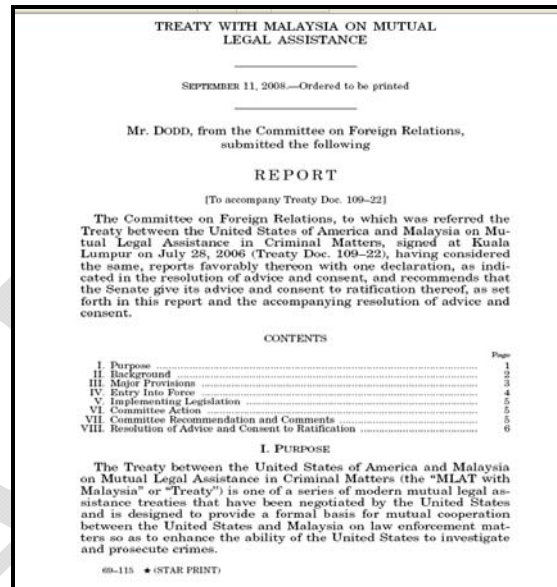 TREATY WITH MALAYSIA ON MUTUAL
LEGAL ASSISTANCE
SEPTEMBER 11, 2008.—Ordered to be printed
Mr. DODD, from the Committee on Foreign Relations,
submitted the following
REPORT
[To accompany Treaty Doc. 109–22]
The Committee on Foreign Relations, to which was referred the
Treaty between the United States of America and Malaysia on Mu-
tual Legal Assistance in Criminal Matters, signed at Kuala
Lumpur on July 28, 2006 (Treaty Doc. 109–22), having considered
the same, reports favorably thereon with one declaration, as indi-
cated in the resolution of advice and consent, and recommends that
the Senate give its advice and consent to ratification thereof, as set
forth in this report and the accompanying resolution of advice and
consent.
CONTENTS
Page
I. Purpose ........ 1
II. Background ........ 2
III. Major Provisions ........ 3
IV. Entry Into Force ........ 4
V. Implementing Legislation ........ 5
VI. Committee Action ........ 5
VII. Committee Recommendation and Comments ........ 5
VIII. Resolution of Advice and Consent to Ratification ........ 6
I. PURPOSE
The Treaty between the United States of America and Malaysia
on Mutual Legal Assistance in Criminal Matters (the “MLAT with
Malaysia” or “Treaty”) is one of a series of modern mutual legal as-
sistance treaties that have been negotiated by the United States
and is designed to provide a formal basis for mutual cooperation
between the United States and Malaysia on law enforcement mat-
ters so as to enhance the ability of the United States to investigate
and prosecute crimes.
69–115 ★ (STAR PRINT)